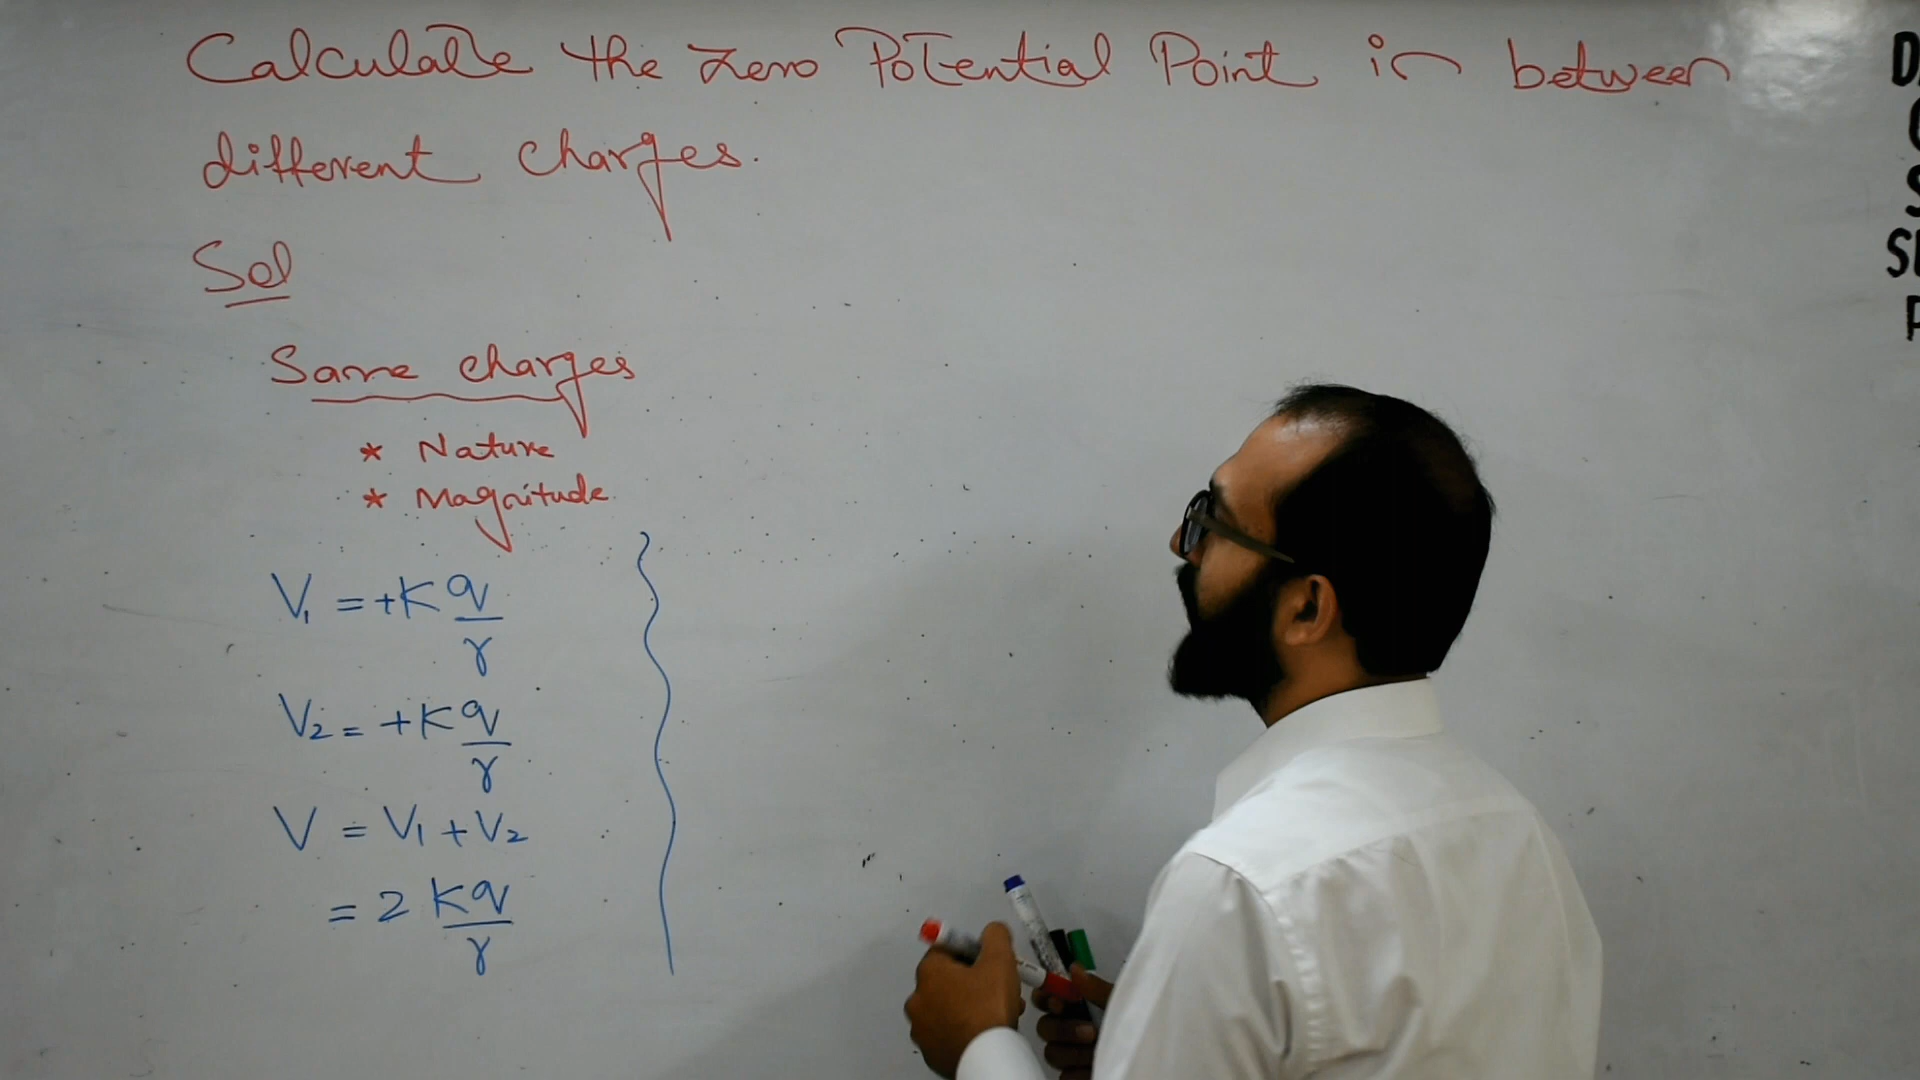 Calculate the zero Potential Point in between
different charges.
Sol
Same charges
* Nature
* Magnitude
V₁ = +K q/r
V₂ = +K q/r
V = V₁ + V₂
= 2 Kq/r